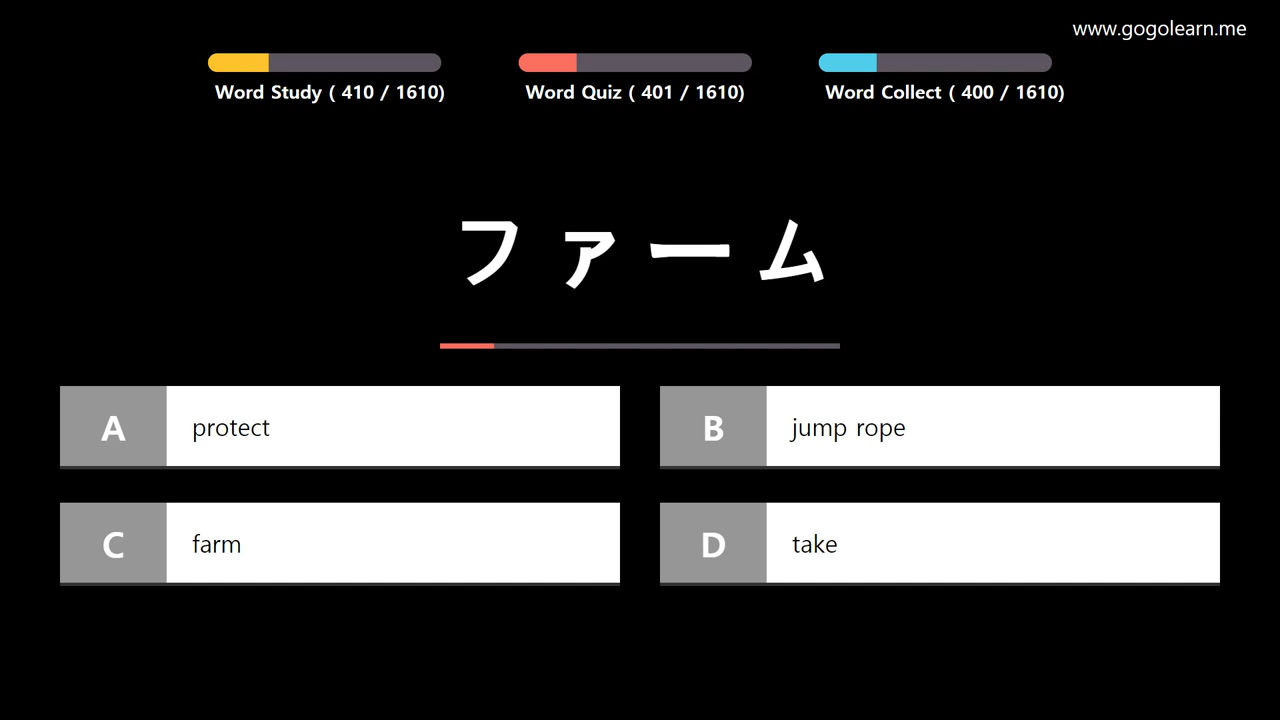 www.gogolearn.me
Word Study ( 410 / 1610)
Word Quiz ( 401 / 1610)
Word Collect ( 400 / 1610)
ファーム
A protect
B jump rope
C farm
D take